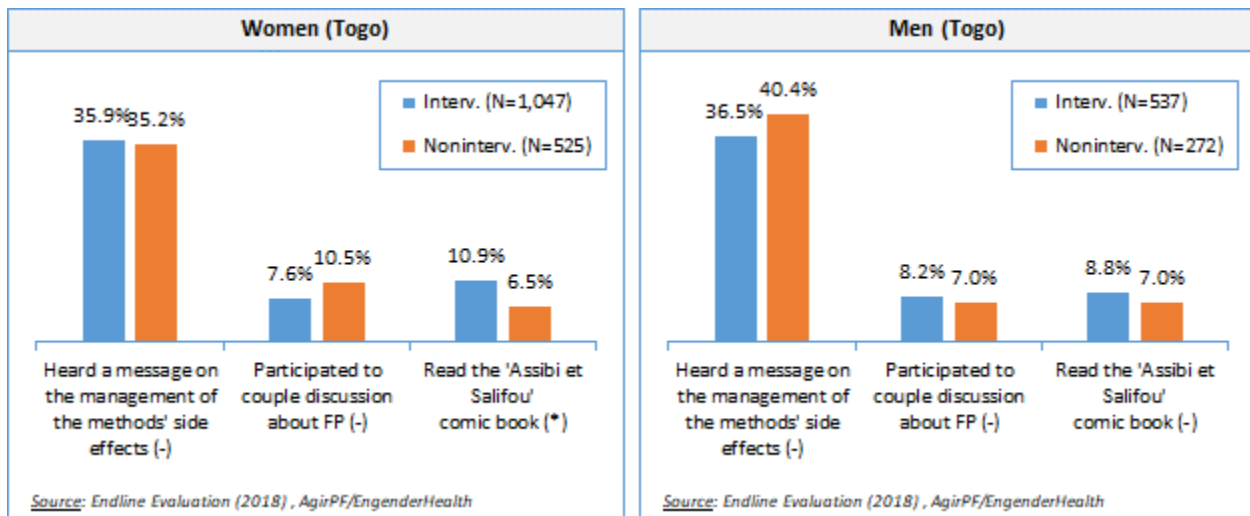 Women (Togo)
Interv. (N=1,047)
Noninterv. (N=525)
35.9%
35.2%
7.6%
10.5%
10.9%
6.5%
Heard a message on
the management of
the methods' side
effects (-)
Participated to
couple discussion
about FP (-)
Read the 'Assibi et
Salifou'
comic book (*)
Source: Endline Evaluation (2018) , AgirPF/EngenderHealth
Men (Togo)
Interv. (N=537)
Noninterv. (N=272)
36.5%
40.4%
8.2%
7.0%
8.8%
7.0%
Heard a message on
the management of
the methods' side
effects (-)
Participated to
couple discussion
about FP (-)
Read the 'Assibi et
Salifou'
comic book (-)
Source: Endline Evaluation (2018) , AgirPF/EngenderHealth